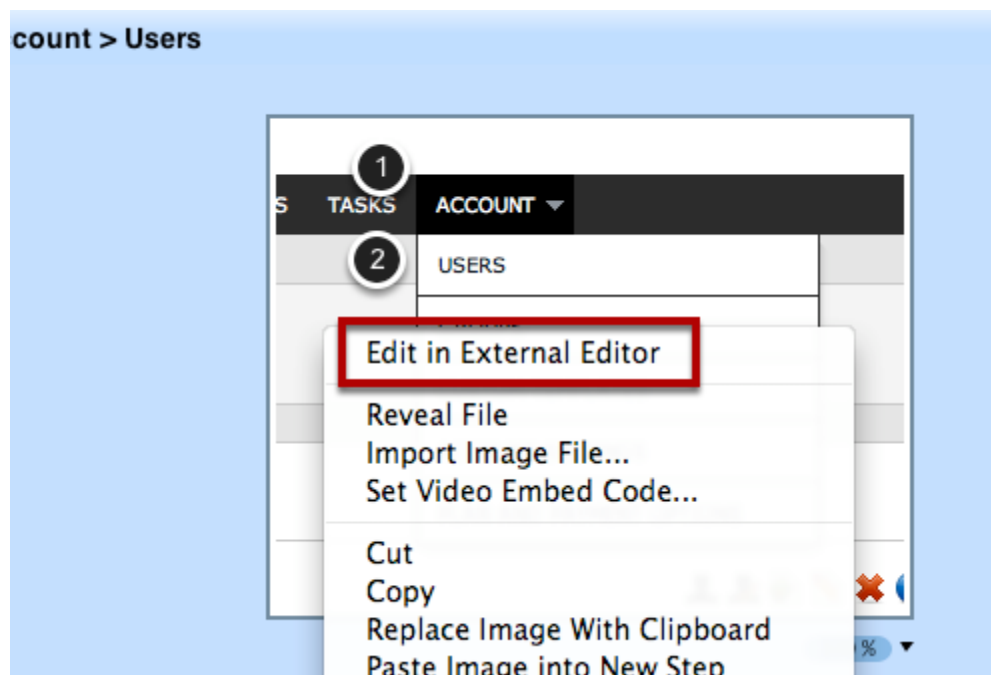 count > Users
1
S TASKS ACCOUNT
2 USERS
Edit in External Editor
Reveal File
Import Image File...
Set Video Embed Code...
Cut
Copy
Replace Image With Clipboard
%
Paste Image into New Step